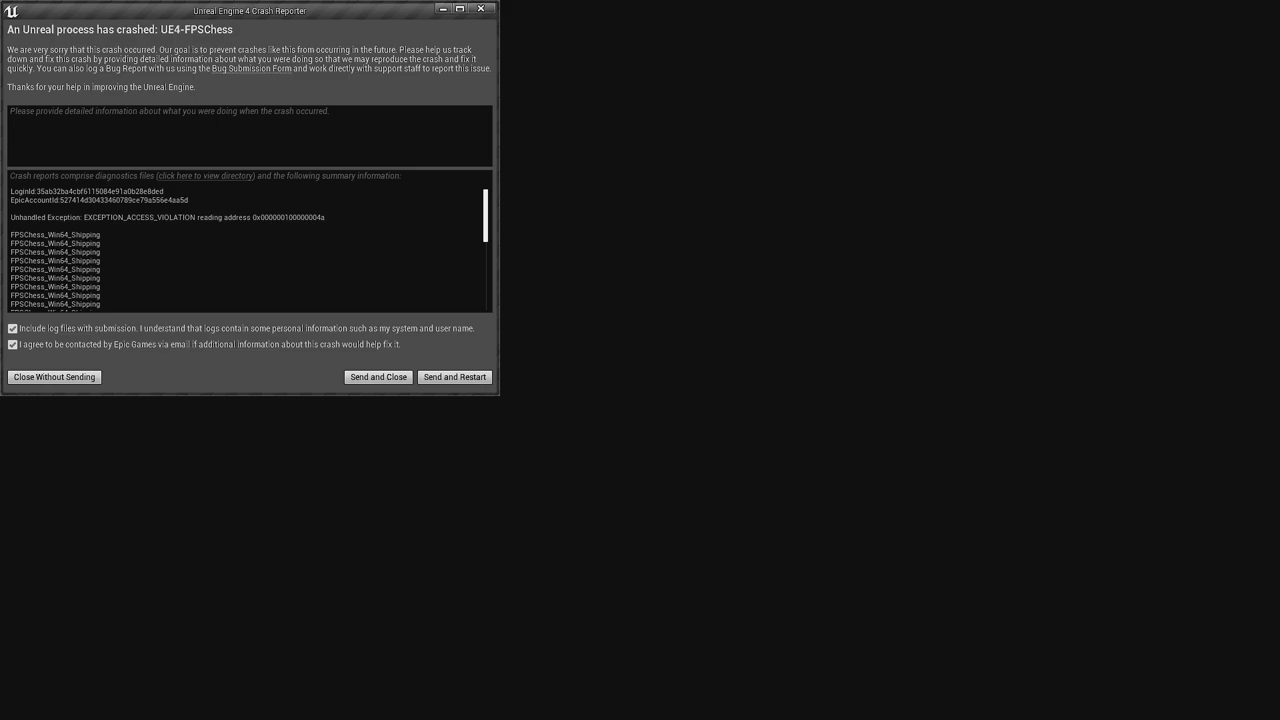 Unreal Engine 4 Crash Reporter
An Unreal process has crashed: UE4-FPSChess
We are very sorry that this crash occurred. Our goal is to prevent crashes like this from occurring in the future. Please help us track
down and fix this crash by providing detailed information about what you were doing so that we may reproduce the crash and fix it
quickly. You can also log a Bug Report with us using the Bug Submission Form and work directly with support staff to report this issue.
Thanks for your help in improving the Unreal Engine.
Please provide detailed information about what you were doing when the crash occurred.
Crash reports comprise diagnostics files (click here to view directory) and the following summary information:
LoginId:35ab32ba4cbf6115084e91a0b28e8ded
EpicAccountId:527414d30433460789ce79a556e4aa5d
Unhandled Exception: EXCEPTION_ACCESS_VIOLATION reading address 0x000000100000004a
FPSChess_Win64_Shipping
FPSChess_Win64_Shipping
FPSChess_Win64_Shipping
FPSChess_Win64_Shipping
FPSChess_Win64_Shipping
FPSChess_Win64_Shipping
FPSChess_Win64_Shipping
FPSChess_Win64_Shipping
FPSChess_Win64_Shipping
Include log files with submission. I understand that logs contain some personal information such as my system and user name.
I agree to be contacted by Epic Games via email if additional information about this crash would help fix it.
Close Without Sending
Send and Close
Send and Restart